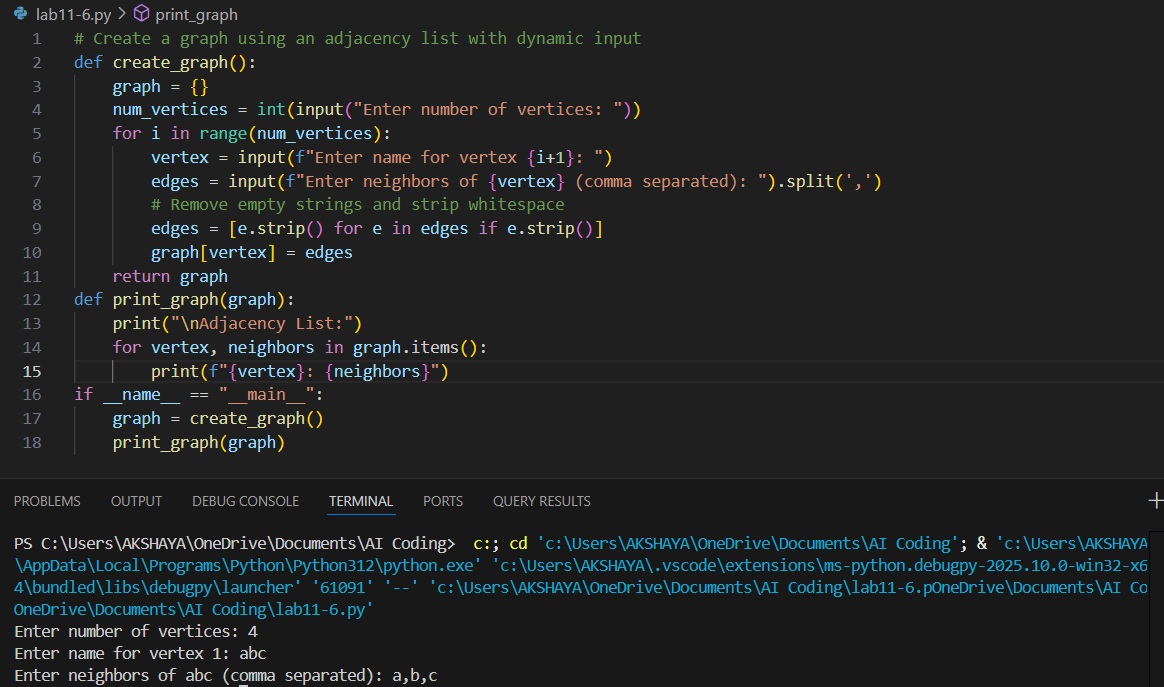 lab11-6.py > print_graph
1 # Create a graph using an adjacency list with dynamic input
2 def create_graph():
3     graph = {}
4     num_vertices = int(input("Enter number of vertices: "))
5     for i in range(num_vertices):
6         vertex = input(f"Enter name for vertex {i+1}: ")
7         edges = input(f"Enter neighbors of {vertex} (comma separated): ").split(',')
8         # Remove empty strings and strip whitespace
9         edges = [e.strip() for e in edges if e.strip()]
10         graph[vertex] = edges
11     return graph
12 def print_graph(graph):
13     print("\nAdjacency List:")
14     for vertex, neighbors in graph.items():
15         print(f"{vertex}: {neighbors}")
16 if __name__ == "__main__":
17     graph = create_graph()
18     print_graph(graph)
PROBLEMS OUTPUT DEBUG CONSOLE TERMINAL PORTS QUERY RESULTS +
PS C:\Users\AKSHAYA\OneDrive\Documents\AI Coding>  c:; cd 'c:\Users\AKSHAYA\OneDrive\Documents\AI Coding'; & 'c:\Users\AKSHAYA
\AppData\Local\Programs\Python\Python312\python.exe' 'c:\Users\AKSHAYA\.vscode\extensions\ms-python.debugpy-2025.10.0-win32-x6
4\bundled\libs\debugpy\launcher' '61091' '--' 'c:\Users\AKSHAYA\OneDrive\Documents\AI Coding\lab11-6.pOneDrive\Documents\AI Co
OneDrive\Documents\AI Coding\lab11-6.py'
Enter number of vertices: 4
Enter name for vertex 1: abc
Enter neighbors of abc (comma separated): a,b,c